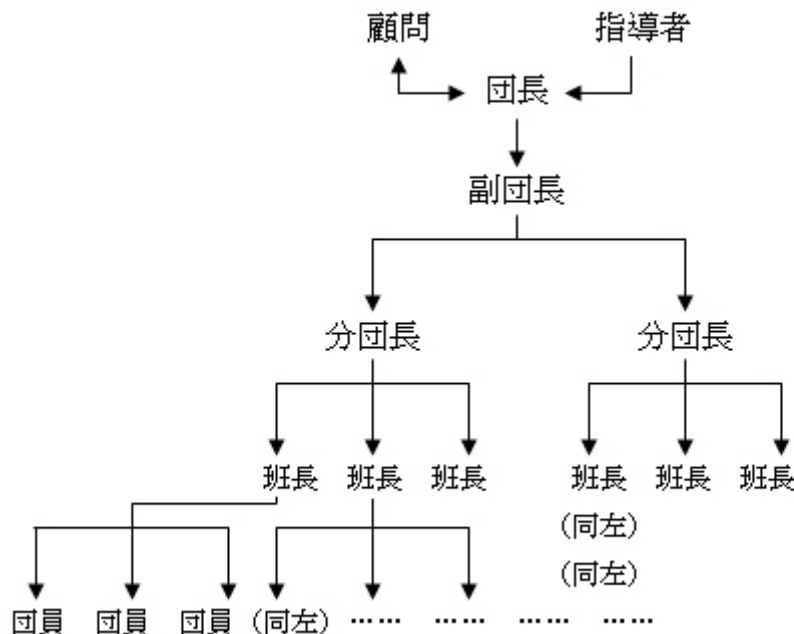 顧問 指導者
団長
副団長
分団長 分団長
班長 班長 班長 班長 班長 班長
(同左)
(同左)
団員 団員 団員 (同左) …… …… …… ……